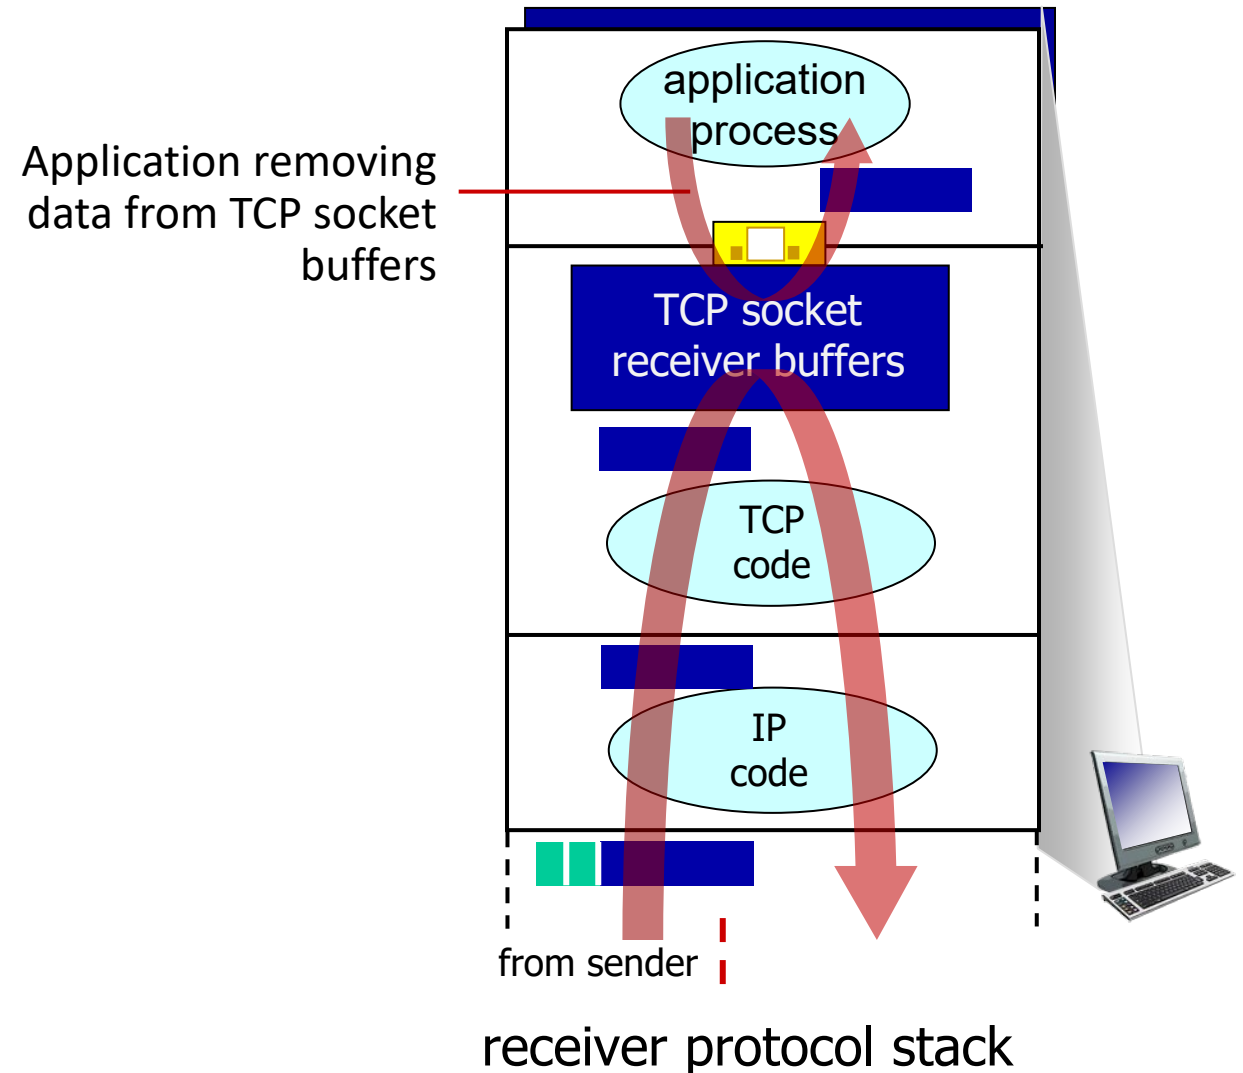 application
process
Application removing
data from TCP socket
buffers
TCP socket
receiver buffers
TCP
code
IP
code
from sender
receiver protocol stack